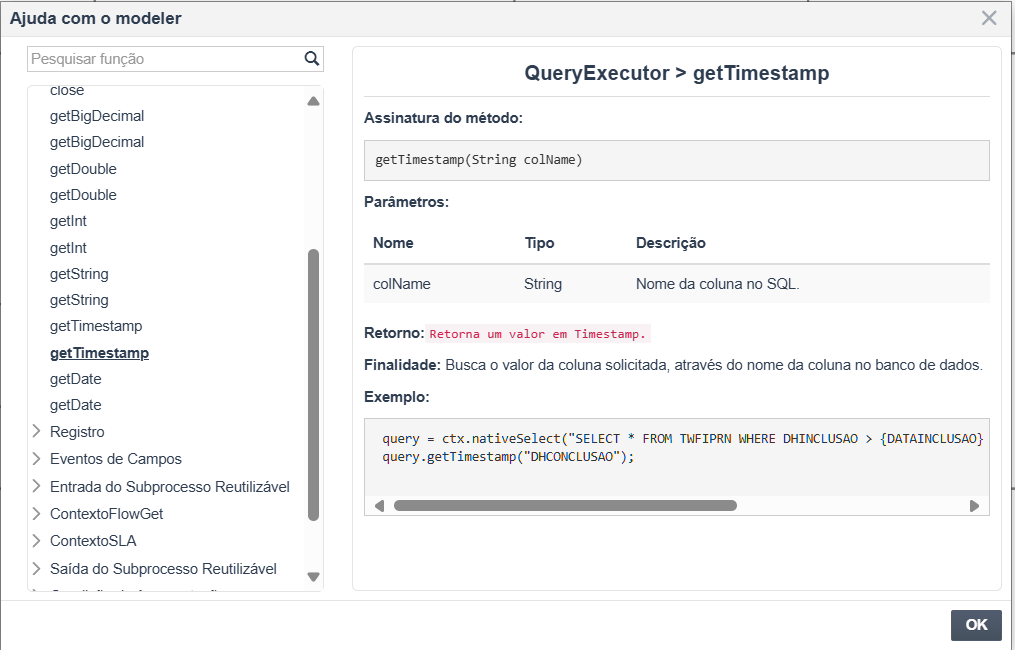 Ajuda com o modeler
Pesquisar função
close
getBigDecimal
getBigDecimal
getDouble
getDouble
getInt
getInt
getString
getString
getTimestamp
getTimestamp
getDate
getDate
Registro
Eventos de Campos
Entrada do Subprocesso Reutilizável
ContextoFlowGet
ContextoSLA
Saída do Subprocesso Reutilizável
QueryExecutor > getTimestamp
Assinatura do método:
getTimestamp(String colName)
Parâmetros:
Nome Tipo Descrição
colName String Nome da coluna no SQL.
Retorno: Retorna um valor em Timestamp.
Finalidade: Busca o valor da coluna solicitada, através do nome da coluna no banco de dados.
Exemplo:
query = ctx.nativeSelect("SELECT * FROM TWFIPRN WHERE DHINCLUSAO > {DATAINCLUSAO}
query.getTimestamp("DHCONCLUSAO");
OK